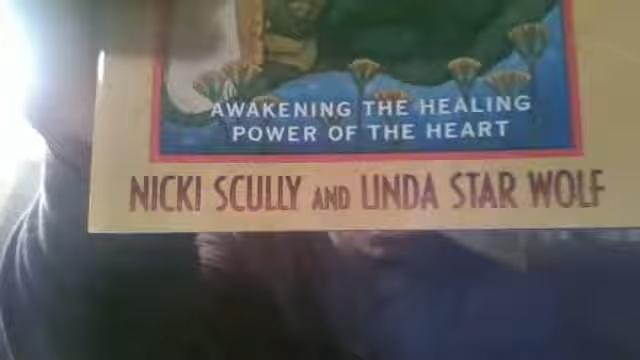 AWAKENING THE HEALING
POWER OF THE HEART
NICKI SCULLY AND LINDA STAR WOLF